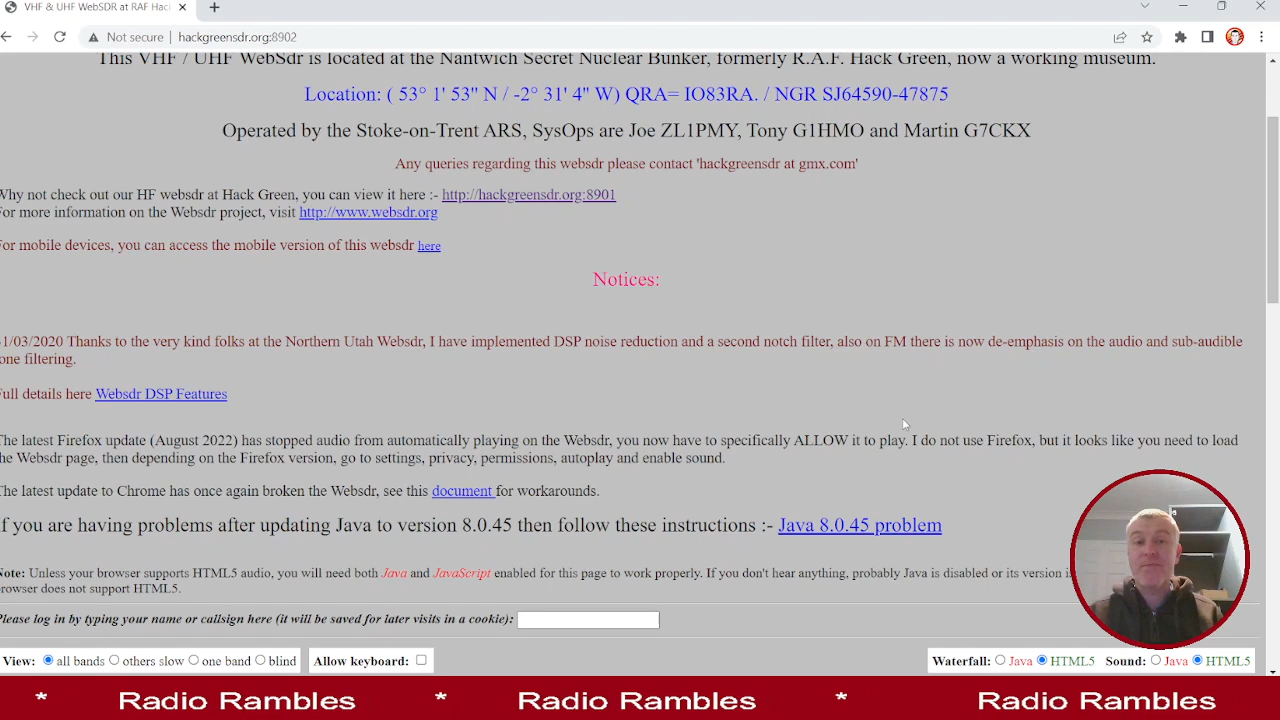 VHF & UHF WebSDR at RAF Hac
Not secure | hackgreensdr.org:8902
This VHF / UHF WebSdr is located at the Nantwich Secret Nuclear Bunker, formerly R.A.F. Hack Green, now a working museum.
Location: ( 53° 1' 53" N / -2° 31' 4" W) QRA= IO83RA. / NGR SJ64590-47875
Operated by the Stoke-on-Trent ARS, SysOps are Joe ZL1PMY, Tony G1HMO and Martin G7CKX
Any queries regarding this websdr please contact 'hackgreensdr at gmx.com'
Why not check out our HF websdr at Hack Green, you can view it here :- http://hackgreensdr.org:8901
For more information on the Websdr project, visit http://www.websdr.org
For mobile devices, you can access the mobile version of this websdr here
Notices:
1/03/2020 Thanks to the very kind folks at the Northern Utah Websdr, I have implemented DSP noise reduction and a second notch filter, also on FM there is now de-emphasis on the audio and sub-audible
one filtering.
Full details here Websdr DSP Features
The latest Firefox update (August 2022) has stopped audio from automatically playing on the Websdr, you now have to specifically ALLOW it to play. I do not use Firefox, but it looks like you need to load
the Websdr page, then depending on the Firefox version, go to settings, privacy, permissions, autoplay and enable sound.
The latest update to Chrome has once again broken the Websdr, see this document for workarounds.
If you are having problems after updating Java to version 8.0.45 then follow these instructions :- Java 8.0.45 problem
Note: Unless your browser supports HTML5 audio, you will need both Java and JavaScript enabled for this page to work properly. If you don't hear anything, probably Java is disabled or its version i
browser does not support HTML5.
Please log in by typing your name or callsign here (it will be saved for later visits in a cookie):
View: all bands others slow one band blind Allow keyboard: Waterfall: Java HTML5 Sound: Java HTML5
* Radio Rambles * Radio Rambles * Radio Rambles